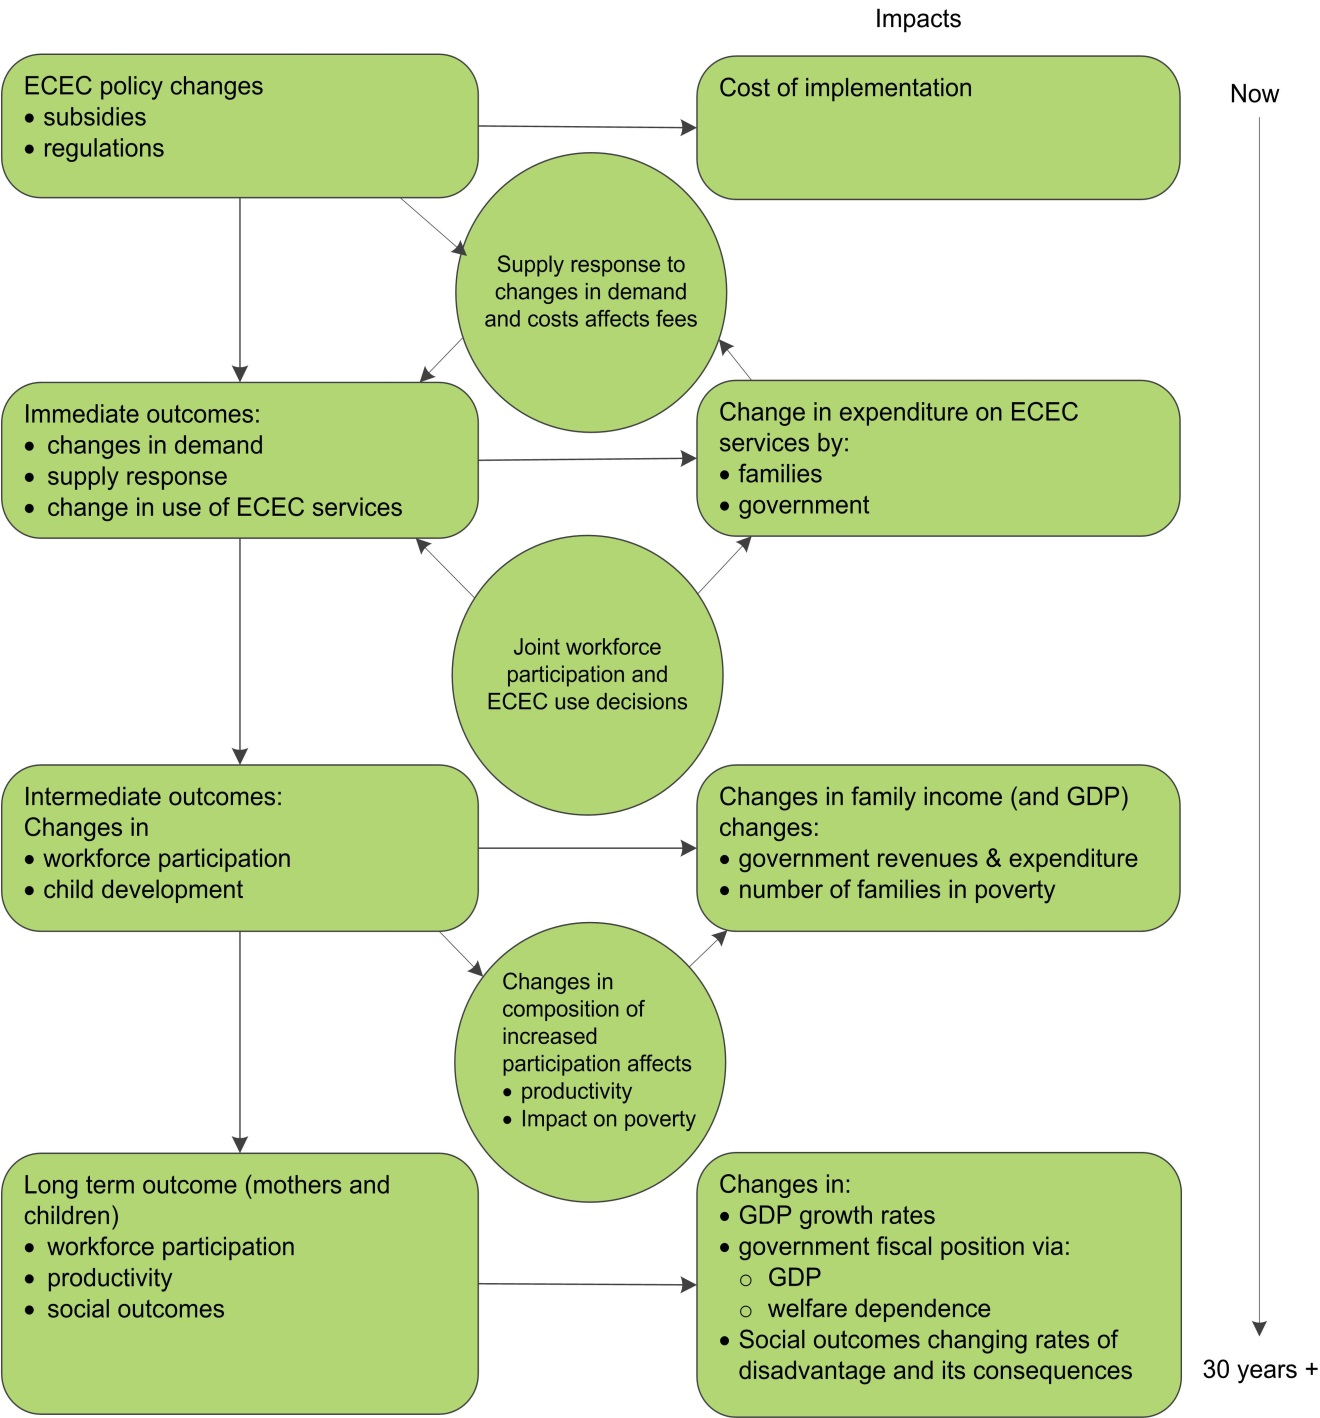 Impacts
ECEC policy changes
• subsidies
• regulations
Cost of implementation
Now
Supply response to
changes in demand
and costs affects fees
Immediate outcomes:
• changes in demand
• supply response
• change in use of ECEC services
Change in expenditure on ECEC
services by:
• families
• government
Joint workforce
participation and
ECEC use decisions
Intermediate outcomes:
Changes in
• workforce participation
• child development
Changes in family income (and GDP)
changes:
• government revenues & expenditure
• number of families in poverty
Changes in
composition of
increased
participation affects
• productivity
• Impact on poverty
Long term outcome (mothers and
children)
• workforce participation
• productivity
• social outcomes
Changes in:
• GDP growth rates
• government fiscal position via:
○ GDP
○ welfare dependence
• Social outcomes changing rates of
disadvantage and its consequences
30 years +